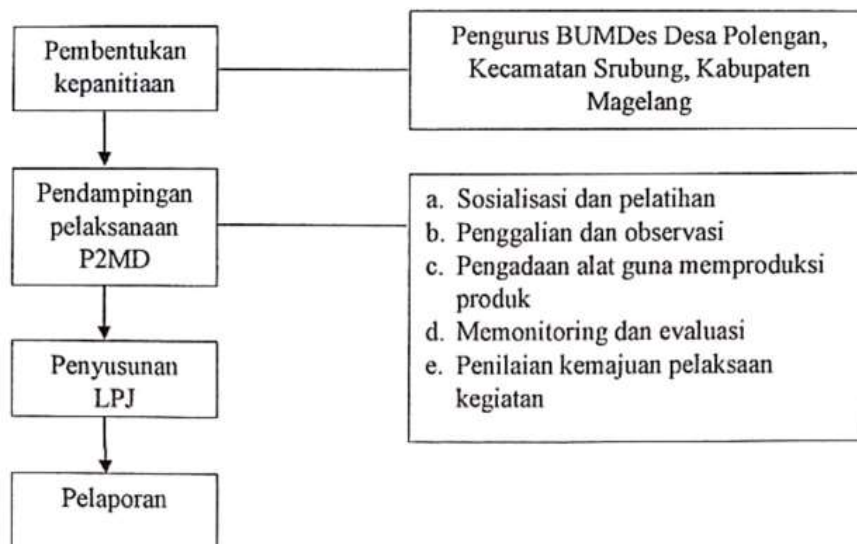 Pembentukan
kepanitiaan
Pengurus BUMDes Desa Polengan,
Kecamatan Srubung, Kabupaten
Magelang
Pendampingan
pelaksanaan
P2MD
a. Sosialisasi dan pelatihan
b. Penggalian dan observasi
c. Pengadaan alat guna memproduksi
produk
d. Memonitoring dan evaluasi
e. Penilaian kemajuan pelaksaan
kegiatan
Penyusunan
LPJ
Pelaporan